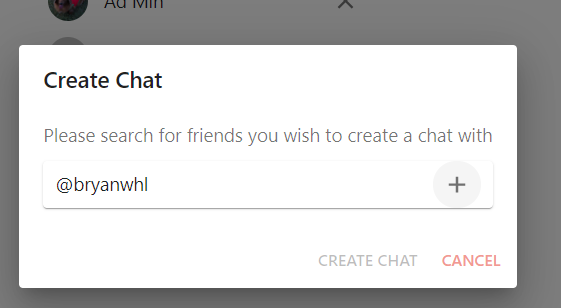 Ad Min
Create Chat
Please search for friends you wish to create a chat with
@bryanwhl
CREATE CHAT CANCEL